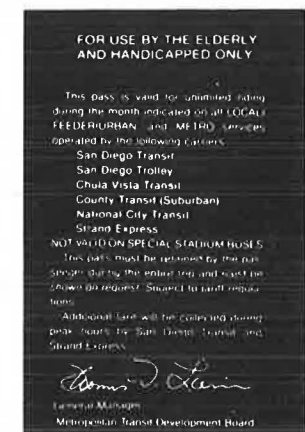 FOR USE BY THE ELDERLY
AND HANDICAPPED ONLY
This pass is valid for unlimited riding
during the month indicated on all LOCAL/
FEEDER/URBAN and METRO services
operated by the following carriers:
San Diego Transit
San Diego Trolley
Chula Vista Transit
County Transit (Suburban)
National City Transit
Strand Express
NOT VALID ON SPECIAL STADIUM BUSES
This pass must be retained by the pas-
senger during the entire trip and must be
shown on request. Subject to tariff regula-
tions.
Additional fare will be collected during
peak hours by San Diego Transit and
Strand Express.
General Manager
Metropolitan Transit Development Board